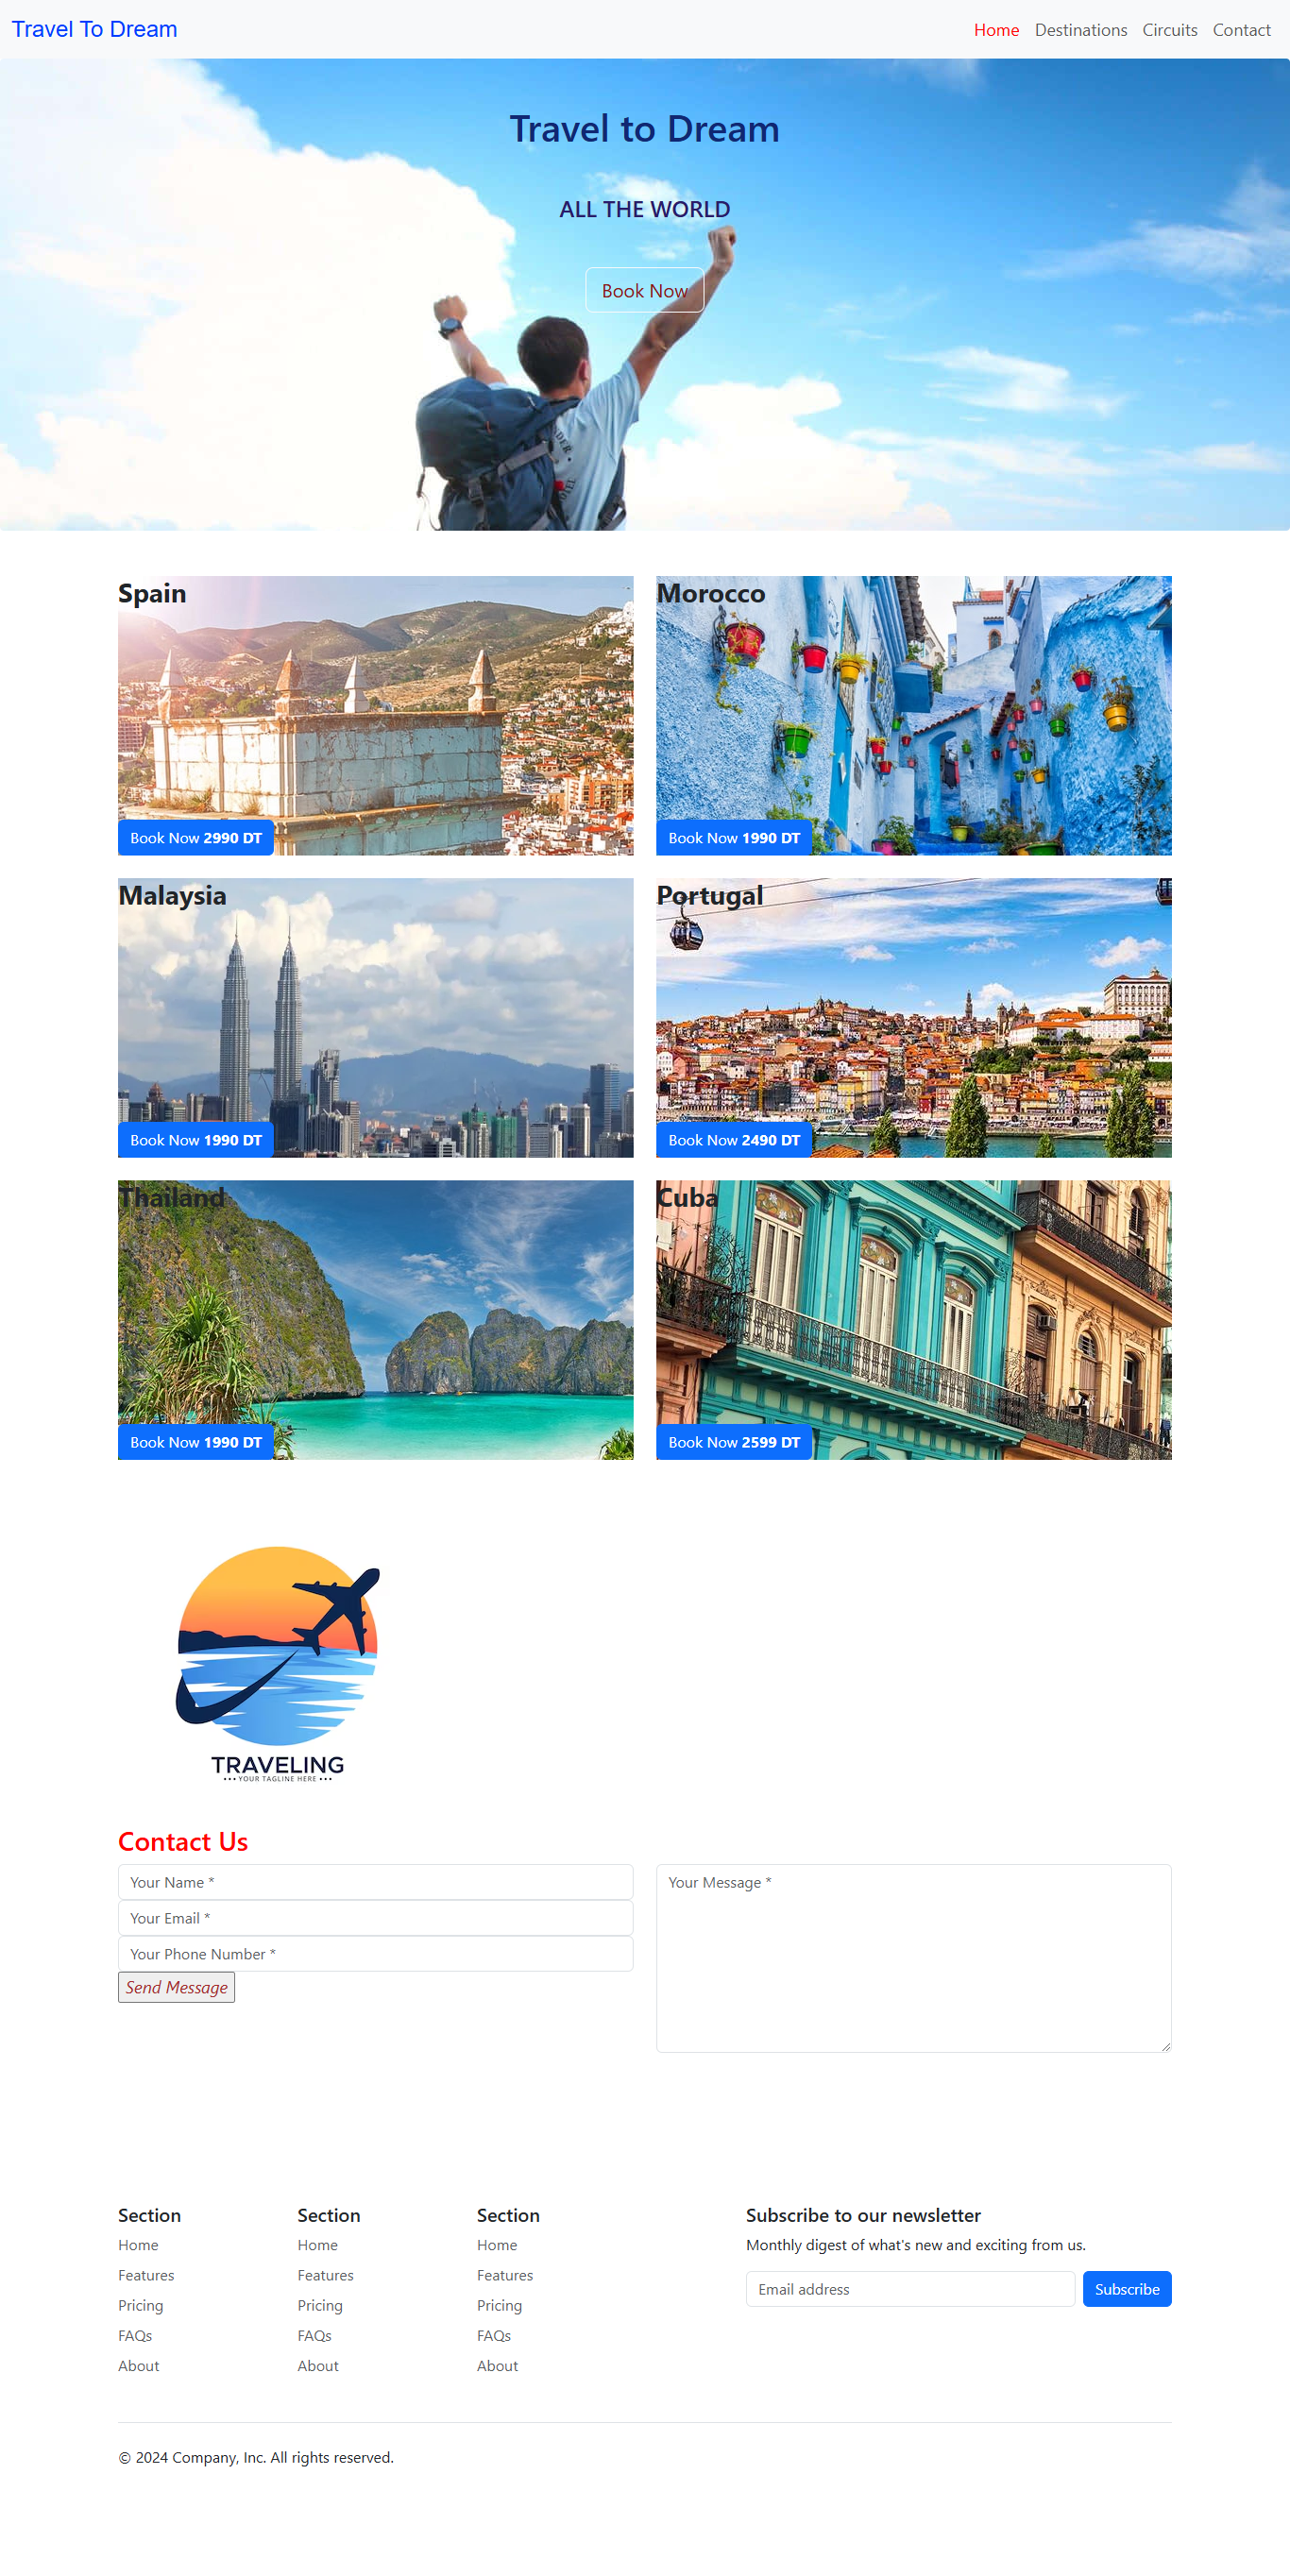 Travel To Dream
Home Destinations Circuits Contact
Travel to Dream
ALL THE WORLD
Book Now
Spain
Morocco
Book Now 2990 DT
Book Now 1990 DT
Malaysia
Portugal
Book Now 1990 DT
Book Now 2490 DT
Thailand
Cuba
Book Now 1990 DT
Book Now 2599 DT
TRAVELING
••• YOUR TAGLINE HERE •••
Contact Us
Your Name *
Your Message *
Your Email *
Your Phone Number *
Send Message
Section
Home
Features
Pricing
FAQs
About
Section
Home
Features
Pricing
FAQs
About
Section
Home
Features
Pricing
FAQs
About
Subscribe to our newsletter
Monthly digest of what's new and exciting from us.
Email address
Subscribe
© 2024 Company, Inc. All rights reserved.